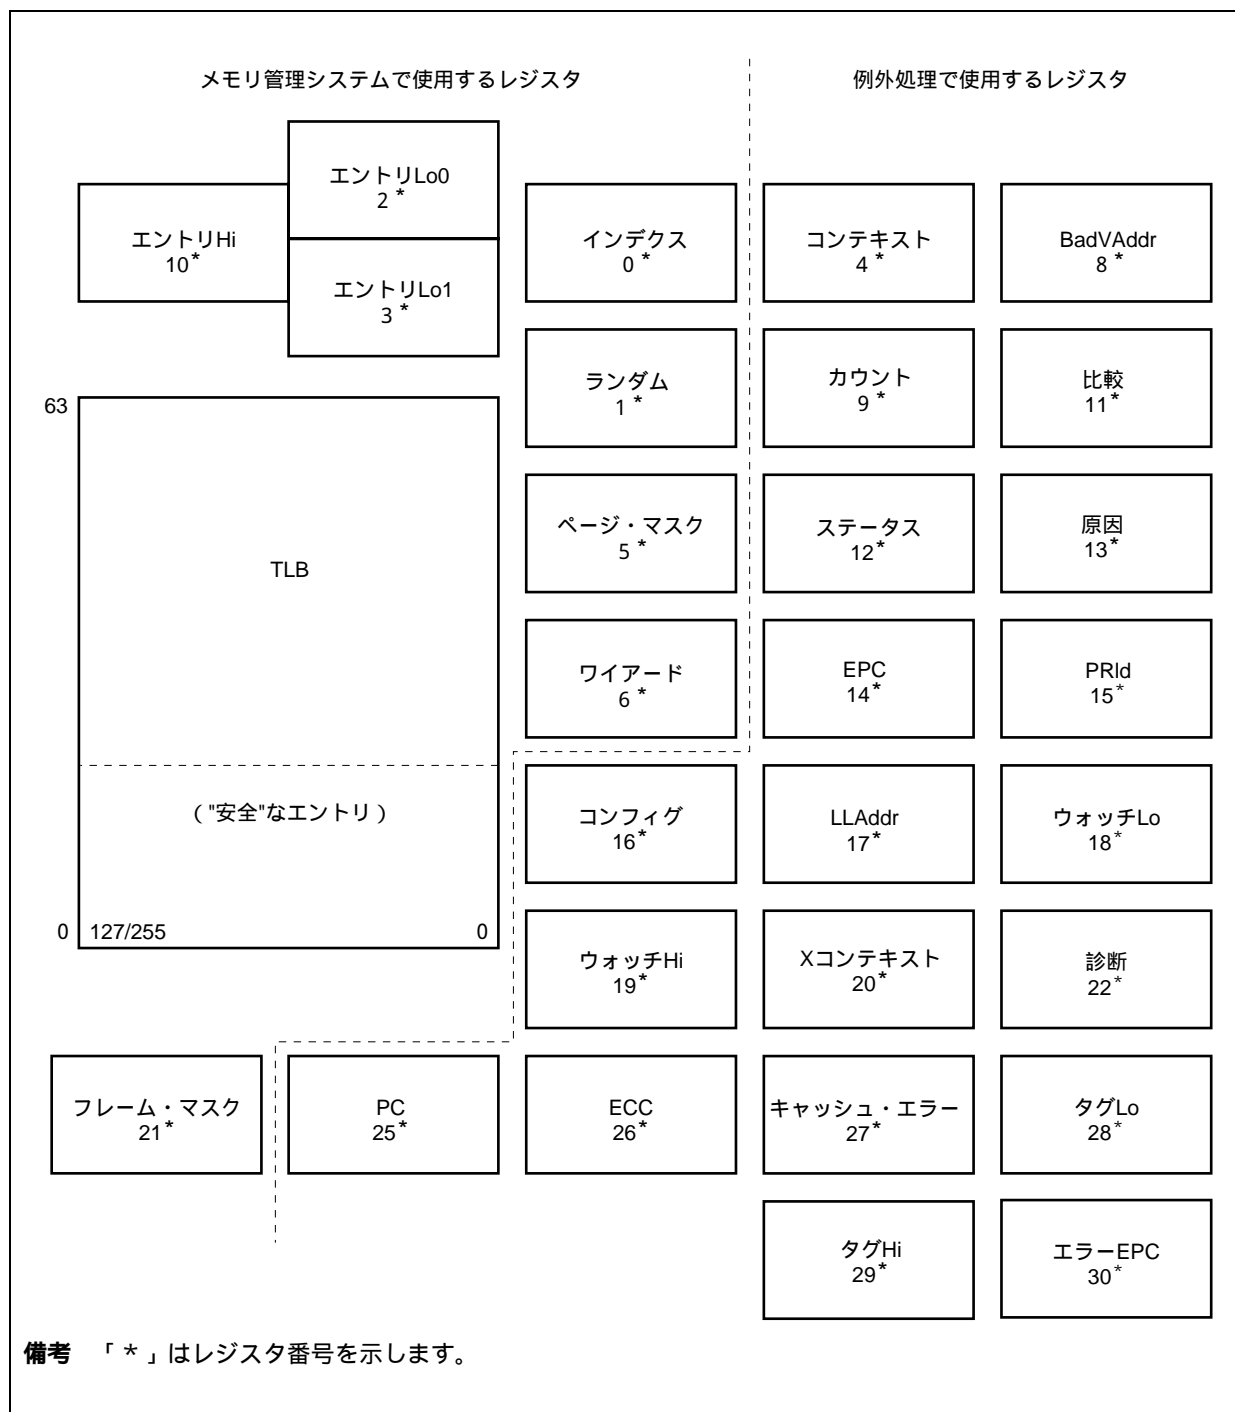 メモリ管理システムで使用するレジスタ
例外処理で使用するレジスタ
エントリHi
10*
エントリLo0
2*
エントリLo1
3*
インデクス
0*
コンテキスト
4*
BadVAddr
8*
ランダム
1*
カウント
9*
比較
11*
63
TLB
ページ・マスク
5*
ステータス
12*
原因
13*
ワイアード
6*
EPC
14*
PRId
15*
("安全"なエントリ)
コンフィグ
16*
LLAddr
17*
ウォッチLo
18*
0
127/255
0
ウォッチHi
19*
Xコンテキスト
20*
診断
22*
フレーム・マスク
21*
PC
25*
ECC
26*
キャッシュ・エラー
27*
タグLo
28*
タグHi
29*
エラーEPC
30*
備考 「*」はレジスタ番号を示します。